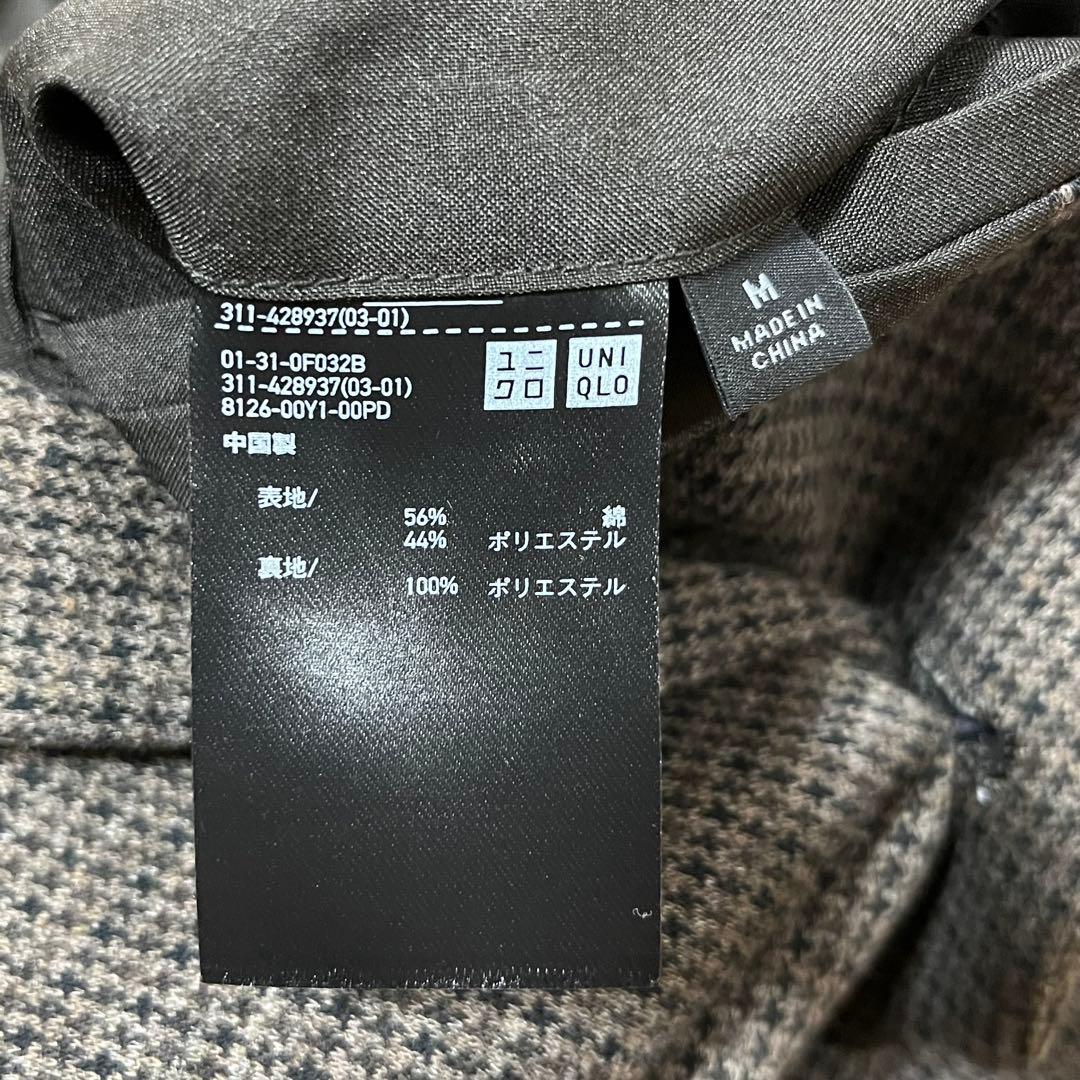 311-428937(03-01)
01-31-0F032B
311-428937(03-01)
8126-00Y1-00PD
ユニ
クロ
UNI
QLO
中国製
表地/
56% 綿
44% ポリエステル
裏地/
100% ポリエステル
M
MADE IN
CHINA